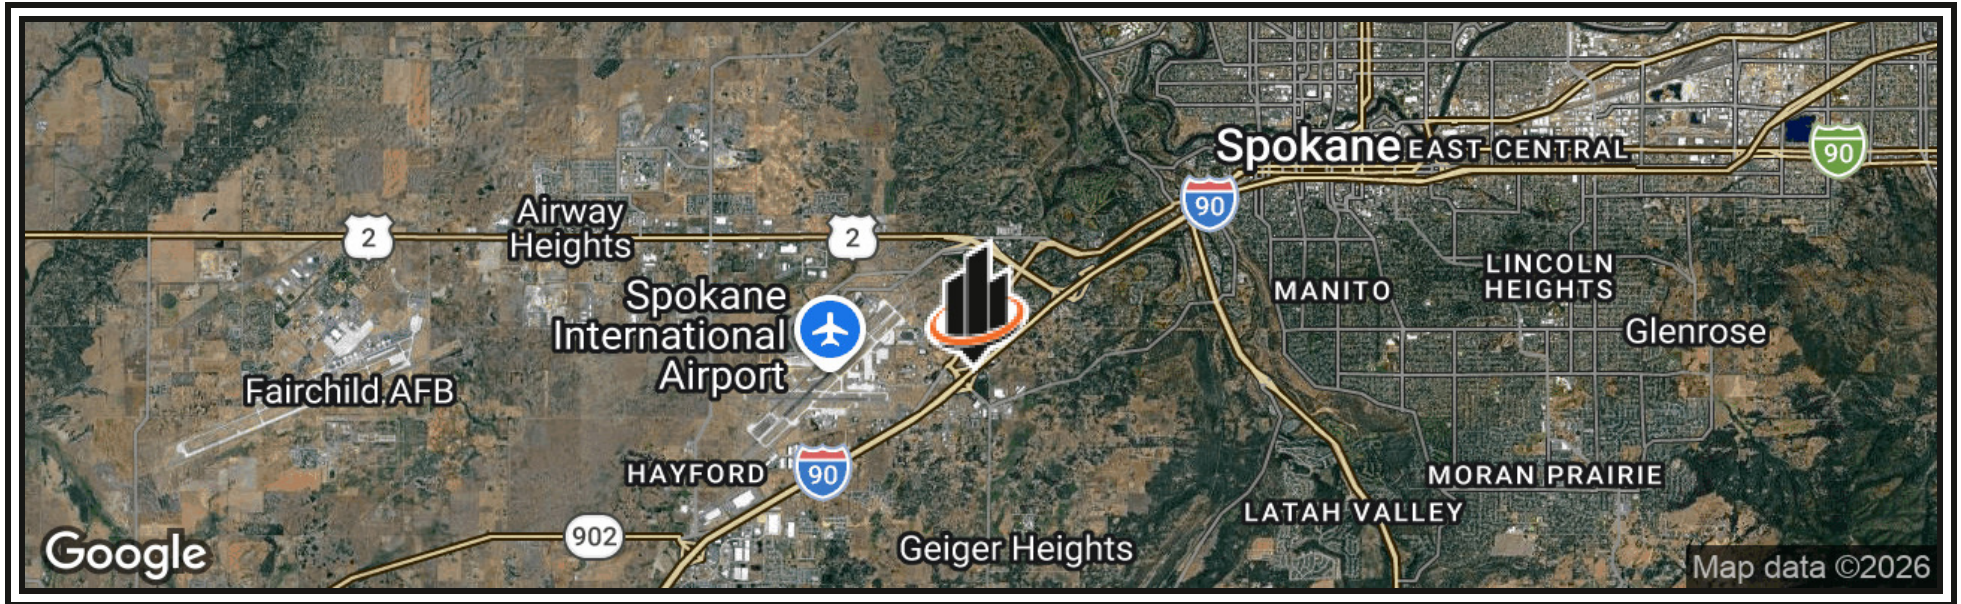 Spokane
EAST CENTRAL
90
90
Airway
Heights
2
2
LINCOLN
HEIGHTS
MANITO
Spokane
International
Airport
Glenrose
Fairchild AFB
HAYFORD
90
MORAN PRAIRIE
LATAH VALLEY
902
Geiger Heights
Google
Map data ©2026